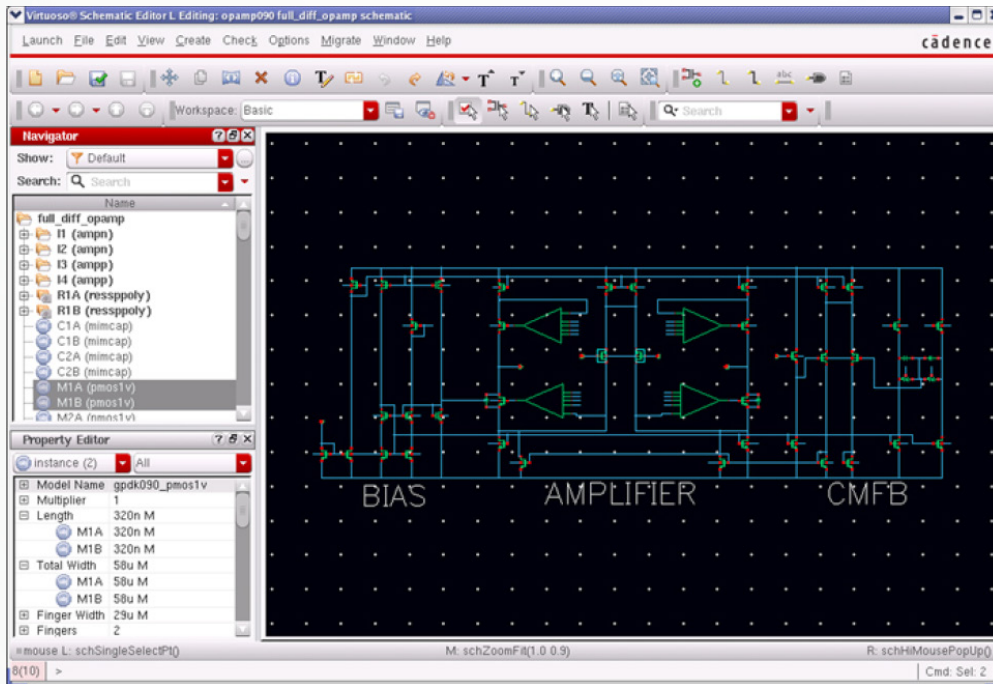 Virtuoso® Schematic Editor L Editing: opamp090 full_diff_opamp schematic
Launch File Edit View Create Check Options Migrate Window Help
cādence
Workspace: Basic
Search
Navigator
Show: Default
Search: Search
Name
full_diff_opamp
I1 (ampn)
I2 (ampn)
I3 (ampp)
I4 (ampp)
R1A (ressppoly)
R1B (ressppoly)
C1A (mimcap)
C1B (mimcap)
C2A (mimcap)
C2B (mimcap)
M1A (pmos1v)
M1B (pmos1v)
M2A (pmos1v)
Property Editor
instance (2) All
Model Name gpdk090_pmos1v
Multiplier 1
Length 320n M
M1A 320n M
M1B 320n M
Total Width 58u M
M1A 58u M
M1B 58u M
Finger Width 29u M
Fingers 2
BIAS AMPLIFIER CMFB
mouse L: schSingleSelectPt() M: schZoomFit(1.0 0.9) R: schHiMousePopUp()
8(10) > Cmd: Sel: 2